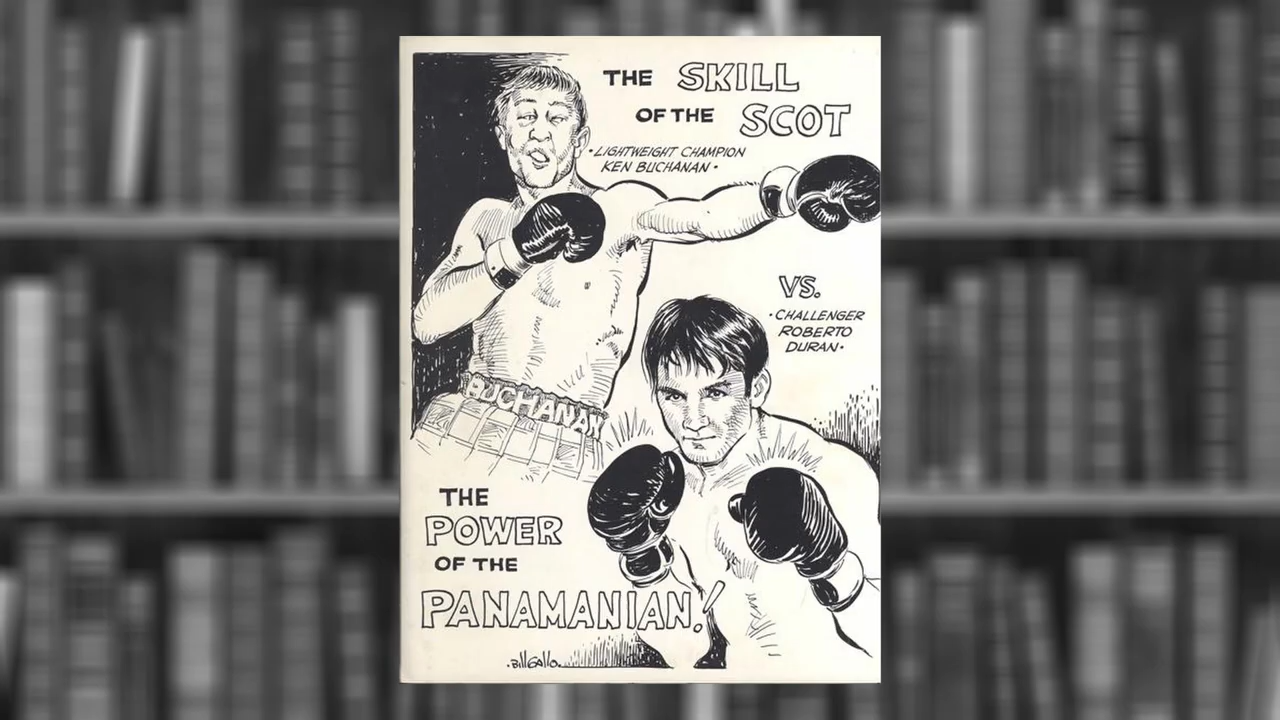 THE SKILL
OF THE SCOT
·LIGHTWEIGHT CHAMPION
KEN BUCHANAN·
VS.
·CHALLENGER
ROBERTO
DURAN·
BUCHANAN
THE
POWER
OF THE
PANAMANIAN!
·Bill Gallo.